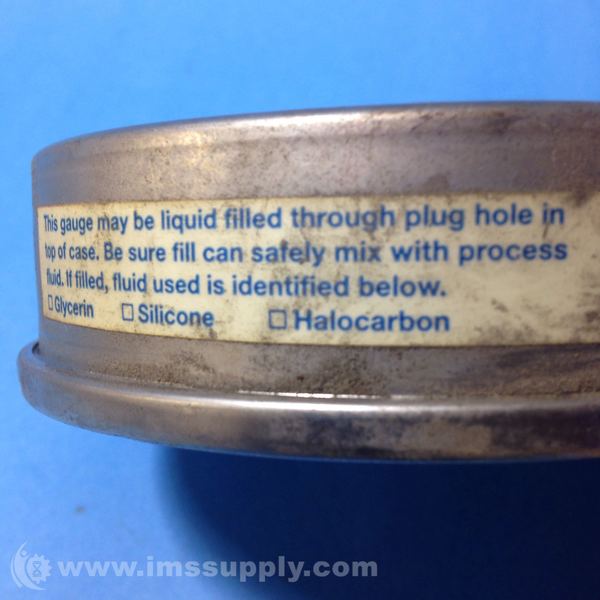 This gauge may be liquid filled through plug hole in
top of case. Be sure fill can safely mix with process
fluid. If filled, fluid used is identified below.
☐ Glycerin ☐ Silicone ☐ Halocarbon
www.imssupply.com